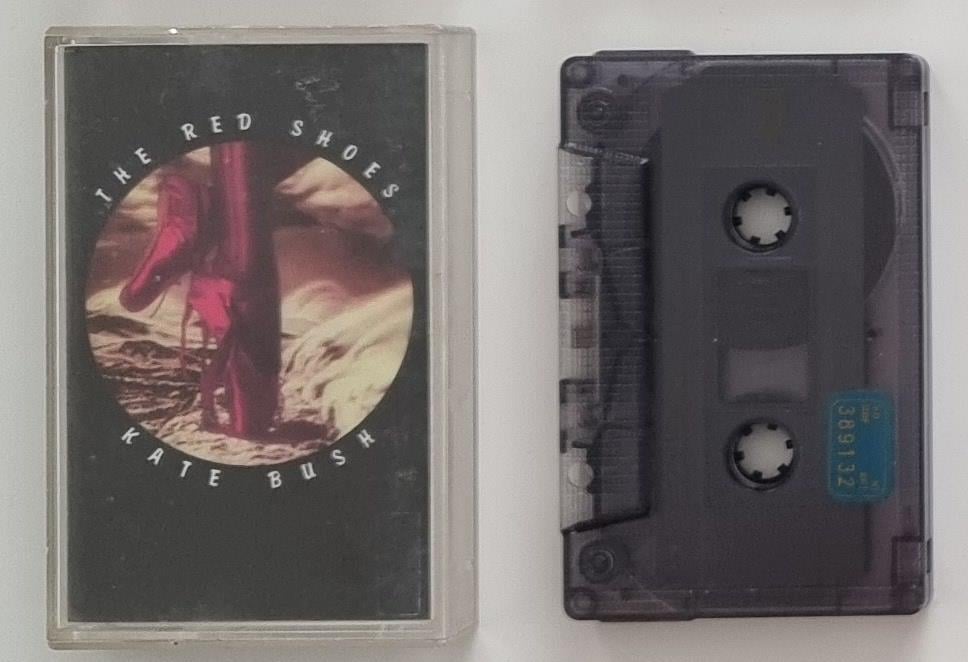 THE RED SHOES
KATE BUSH
389132